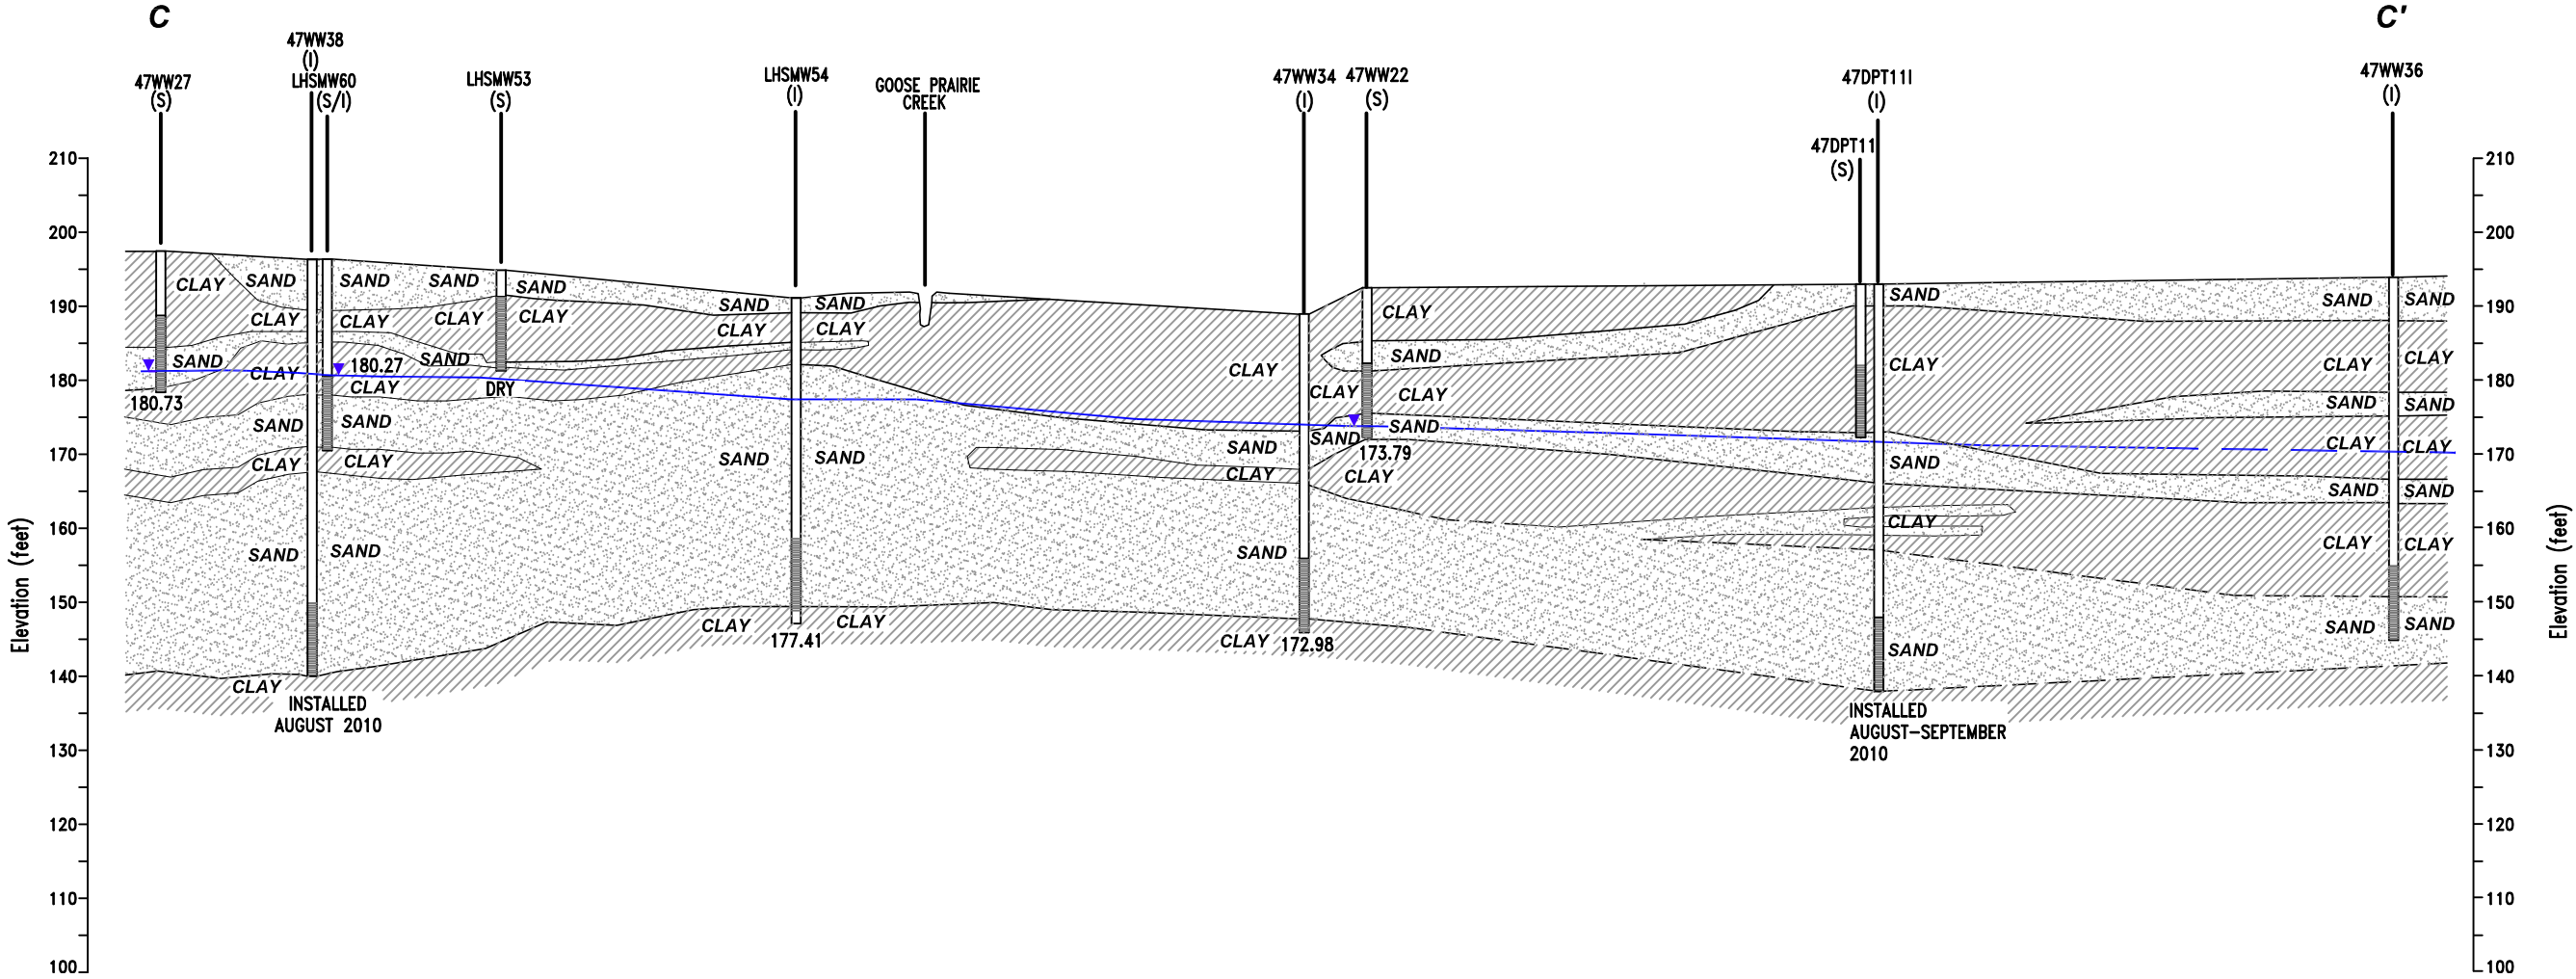 C
C'
47WW38
(I)
47WW27
(S)
LHSMW60
(S/I)
LHSMW53
(S)
LHSMW54
(I)
GOOSE PRAIRIE
CREEK
47WW34
(I)
47WW22
(S)
47DPT11I
(I)
47DPT11
(S)
47WW36
(I)
210
200
190
180
170
160
150
140
130
120
110
100
Elevation (feet)
CLAY
SAND
SAND
SAND
SAND
SAND
SAND
CLAY
CLAY
CLAY
CLAY
CLAY
CLAY
SAND
SAND
180.27
CLAY
CLAY
DRY
180.73
SAND
SAND
SAND
SAND
CLAY
CLAY
SAND
SAND
CLAY
CLAY
CLAY
177.41
INSTALLED
AUGUST 2010
CLAY
SAND
CLAY
CLAY
CLAY
SAND
SAND
SAND
173.79
CLAY
CLAY
SAND
CLAY
172.98
SAND
CLAY
SAND
CLAY
SAND
INSTALLED
AUGUST-SEPTEMBER
2010
SAND
SAND
CLAY
CLAY
SAND
SAND
CLAY
CLAY
SAND
SAND
CLAY
CLAY
SAND
SAND
210
200
190
180
170
160
150
140
130
120
110
100
Elevation (feet)